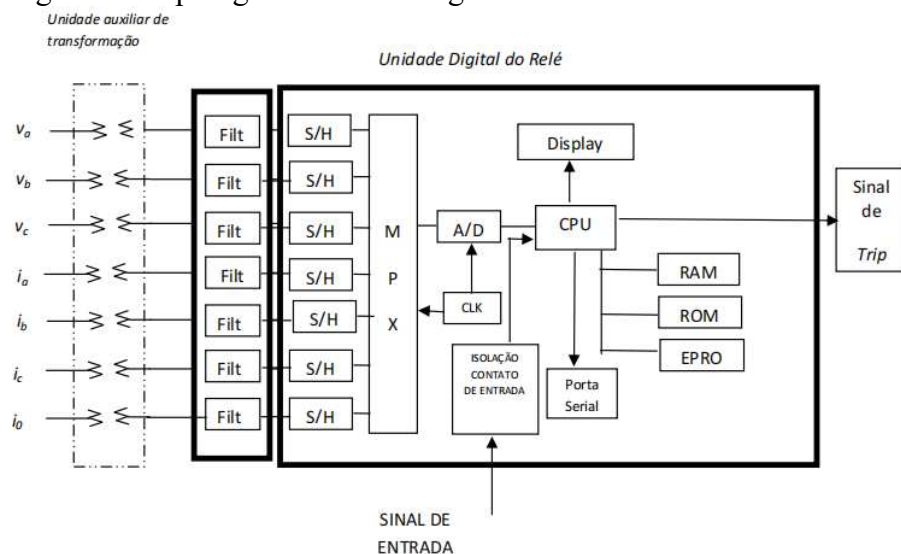 Unidade auxiliar de
transformação
Unidade Digital do Relé
va
vb
vc
ia
ib
ic
i0
Filt
Filt
Filt
Filt
Filt
Filt
Filt
S/H
S/H
S/H
S/H
S/H
S/H
S/H
M
P
X
A/D
CLK
Display
CPU
RAM
ROM
EPRO
ISOLAÇÃO
CONTATO
DE ENTRADA
Porta
Serial
Sinal
de
Trip
SINAL DE
ENTRADA